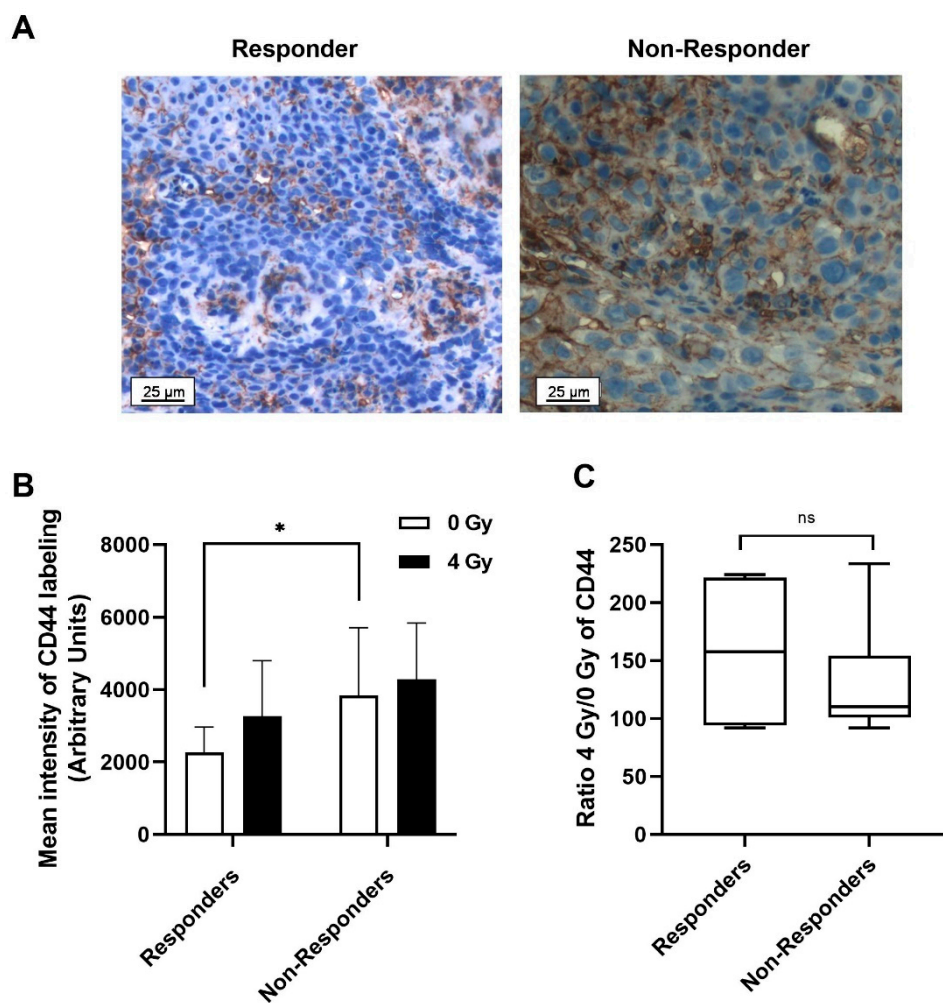 A
Responder
Non-Responder
25 µm
25 µm
B
Mean intensity of CD44 labeling
(Arbitrary Units)
8000
6000
4000
2000
0
*
0 Gy
4 Gy
Responders
Non-Responders
C
Ratio 4 Gy/0 Gy of CD44
250
200
150
100
50
0
ns
Responders
Non-Responders